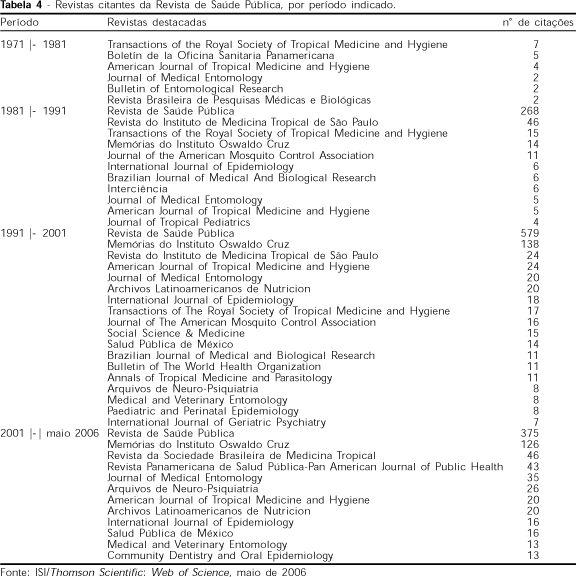 Tabela 4 - Revistas citantes da Revista de Saúde Pública, por período indicado.
Período Revistas destacadas n° de citações
1971 |- 1981 Transactions of the Royal Society of Tropical Medicine and Hygiene 7
Boletín de la Oficina Sanitaria Panamericana 5
American Journal of Tropical Medicine and Hygiene 4
Journal of Medical Entomology 2
Bulletin of Entomological Research 2
Revista Brasileira de Pesquisas Médicas e Biológicas 2
1981 |- 1991 Revista de Saúde Pública 268
Revista do Instituto de Medicina Tropical de São Paulo 46
Transactions of the Royal Society of Tropical Medicine and Hygiene 15
Memórias do Instituto Oswaldo Cruz 14
Journal of the American Mosquito Control Association 11
International Journal of Epidemiology 6
Brazilian Journal of Medical And Biological Research 6
Interciência 6
Journal of Medical Entomology 5
American Journal of Tropical Medicine and Hygiene 5
Journal of Tropical Pediatrics 4
1991 |- 2001 Revista de Saúde Pública 579
Memórias do Instituto Oswaldo Cruz 138
Revista do Instituto de Medicina Tropical de São Paulo 24
American Journal of Tropical Medicine and Hygiene 24
Journal of Medical Entomology 20
Archivos Latinoamericanos de Nutricion 20
International Journal of Epidemiology 18
Transactions of The Royal Society of Tropical Medicine and Hygiene 17
Journal of The American Mosquito Control Association 16
Social Science & Medicine 15
Salud Pública de México 14
Brazilian Journal of Medical and Biological Research 11
Bulletin of The World Health Organization 11
Annals of Tropical Medicine and Parasitology 11
Arquivos de Neuro-Psiquiatria 8
Medical and Veterinary Entomology 8
Paediatric and Perinatal Epidemiology 8
International Journal of Geriatric Psychiatry 7
2001 |-| maio 2006 Revista de Saúde Pública 375
Memórias do Instituto Oswaldo Cruz 126
Revista da Sociedade Brasileira de Medicina Tropical 46
Revista Panamericana de Salud Pública-Pan American Journal of Public Health 43
Journal of Medical Entomology 35
Arquivos de Neuro-Psiquiatria 26
American Journal of Tropical Medicine and Hygiene 20
Archivos Latinoamericanos de Nutricion 20
International Journal of Epidemiology 16
Salud Pública de México 16
Medical and Veterinary Entomology 13
Community Dentistry and Oral Epidemiology 13
Fonte: ISI/Thomson Scientific: Web of Science, maio de 2006